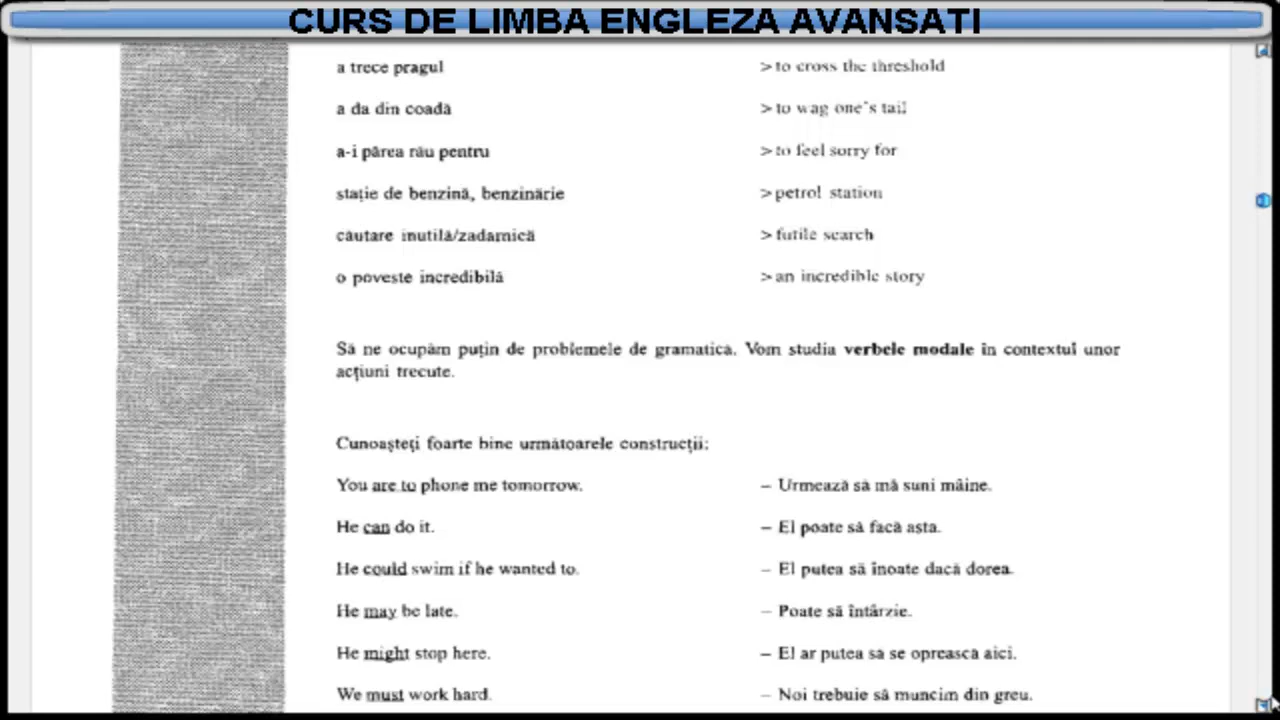 CURS DE LIMBA ENGLEZA AVANSATI
a trece pragul > to cross the threshold
a da din coadă > to wag one's tail
a-i părea rău pentru > to feel sorry for
stație de benzină, benzinărie > petrol station
căutare inutilă/zadarnică > futile search
o poveste incredibilă > an incredible story
Să ne ocupăm puțin de problemele de gramatică. Vom studia verbele modale în contextul unor
acțiuni trecute.
Cunoașteți foarte bine următoarele construcții:
You are to phone me tomorrow. – Urmează să mă suni mâine.
He can do it. – El poate să facă asta.
He could swim if he wanted to. – El putea să înoate dacă dorea.
He may be late. – Poate să întârzie.
He might stop here. – El ar putea să se oprească aici.
We must work hard. – Noi trebuie să muncim din greu.